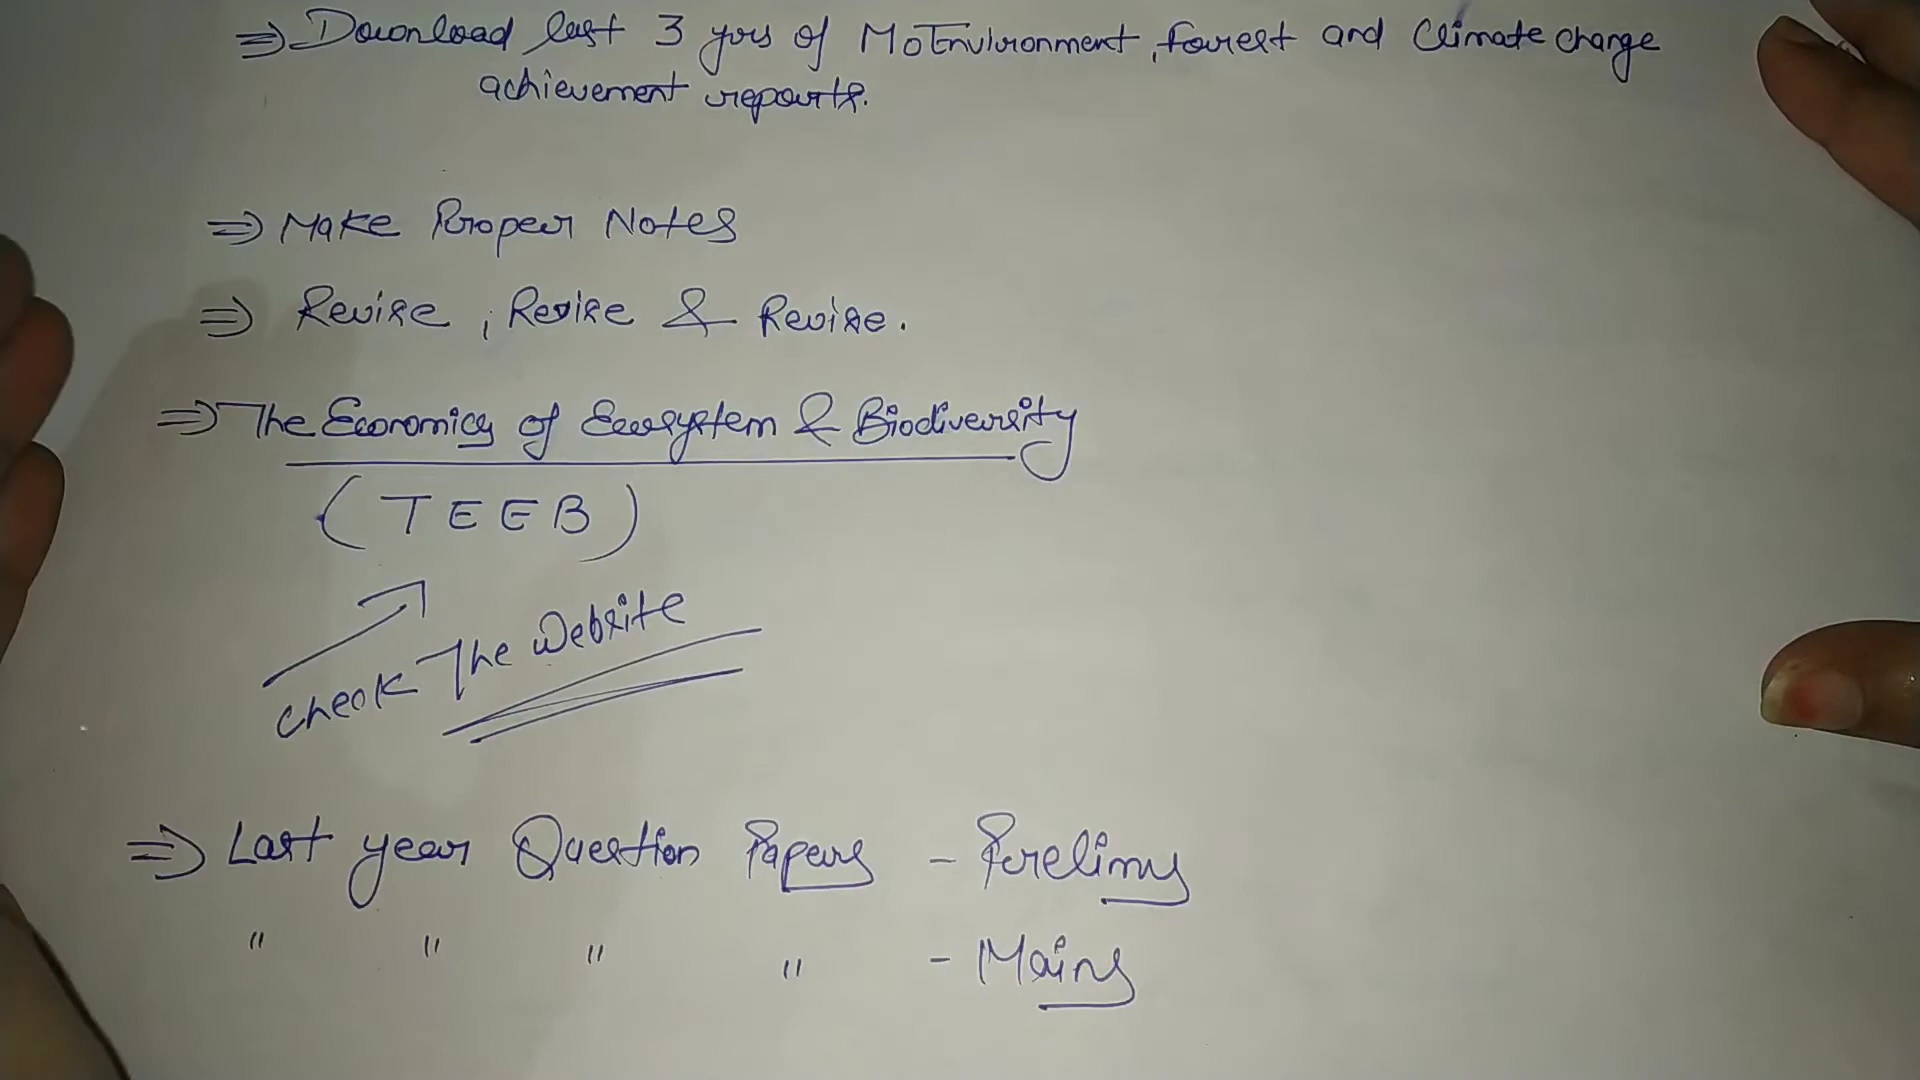 ⇒ Download last 3 yrs of MoEnvironment, forest and Climate change
achievement reports.
⇒ Make Proper Notes
⇒ Revise, Revise & Revise.
⇒ The Economics of Ecosystem & Biodiversity
(TEEB)
check The Website
⇒ Last year Question Papers - Prelims
" " " " - Mains